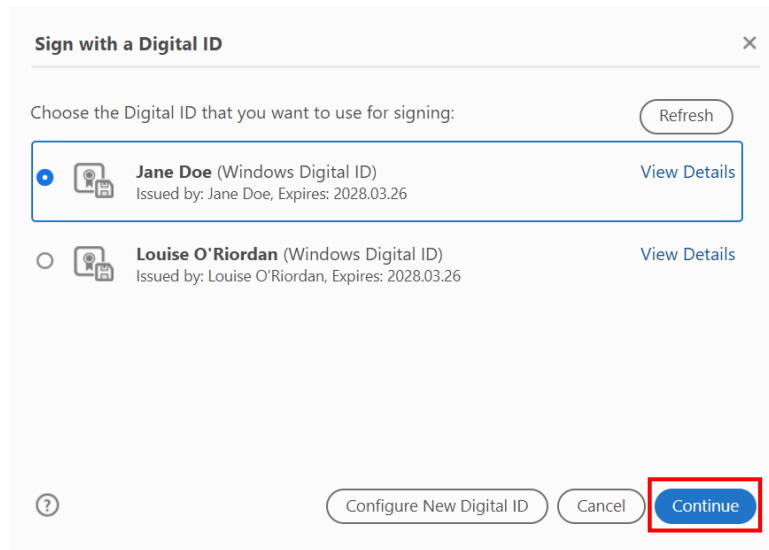 Sign with a Digital ID
Choose the Digital ID that you want to use for signing:
Refresh
Jane Doe (Windows Digital ID)
View Details
Issued by: Jane Doe, Expires: 2028.03.26
Louise O'Riordan (Windows Digital ID)
View Details
Issued by: Louise O'Riordan, Expires: 2028.03.26
?
Configure New Digital ID
Cancel
Continue